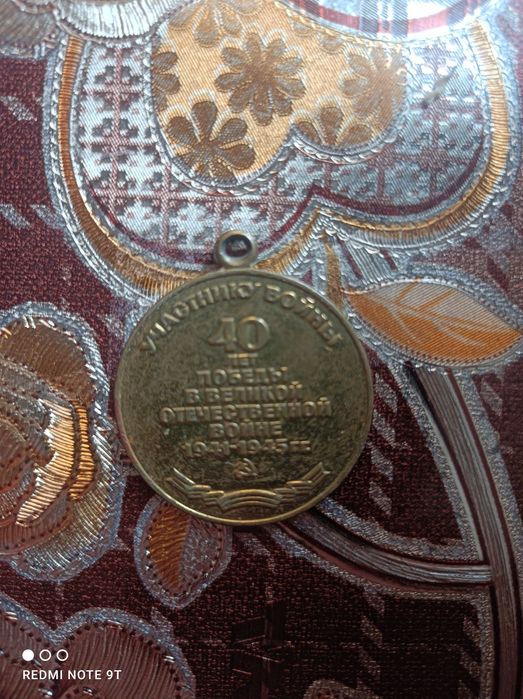 УЧАСТНИКУ ВОЙНЫ
40
ЛЕТ
ПОБЕДЫ
В ВЕЛИКОЙ
ОТЕЧЕСТВЕННОЙ
ВОЙНЕ
1941-1945 гг
REDMI NOTE 9T